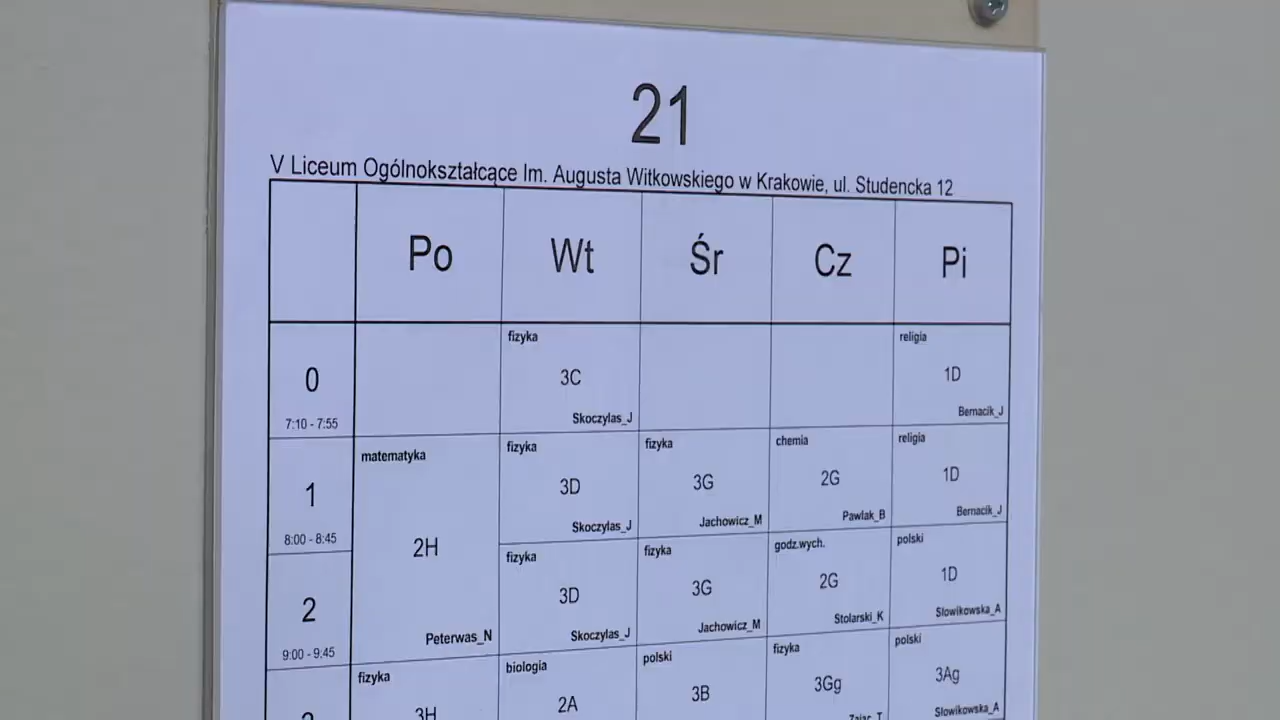 21
V Liceum Ogólnokształcące Im. Augusta Witkowskiego w Krakowie, ul. Studencka 12
Po Wt Śr Cz Pi
0
7:10 - 7:55
fizyka
3C
Skoczylas_J
religia
1D
Bernacik_J
1
8:00 - 8:45
matematyka
2H
Peterwas_N
fizyka
3D
Skoczylas_J
fizyka
3G
Jachowicz_M
chemia
2G
Pawlak_B
religia
1D
Bernacik_J
2
9:00 - 9:45
fizyka
3D
Skoczylas_J
fizyka
3G
Jachowicz_M
godz.wych.
2G
Stolarski_K
polski
1D
Słowikowska_A
fizyka
3H
biologia
2A
polski
3B
fizyka
3Gg
Zając_T
polski
3Ag
Słowikowska_A